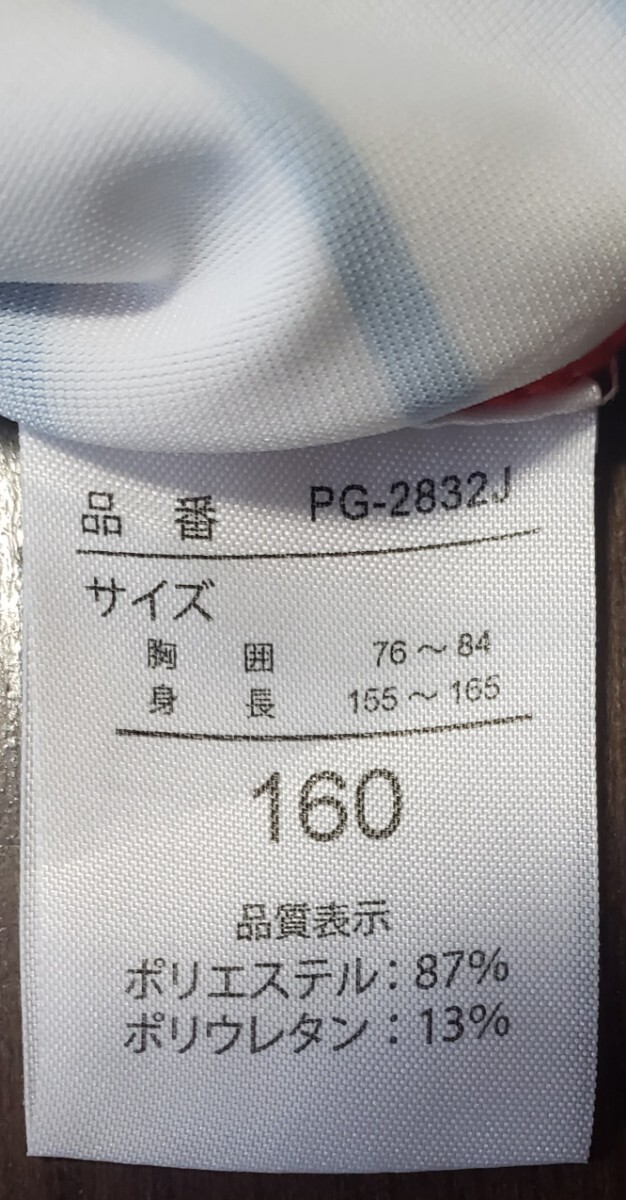 品番 PG-2832J
サイズ
胸囲 76～84
身長 155～165
160
品質表示
ポリエステル：87%
ポリウレタン：13%